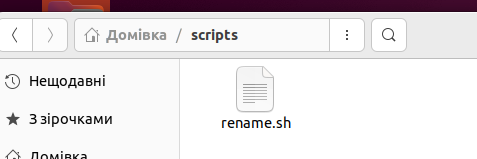 Домівка / scripts
Нещодавні
З зірочками
Домівка
rename.sh